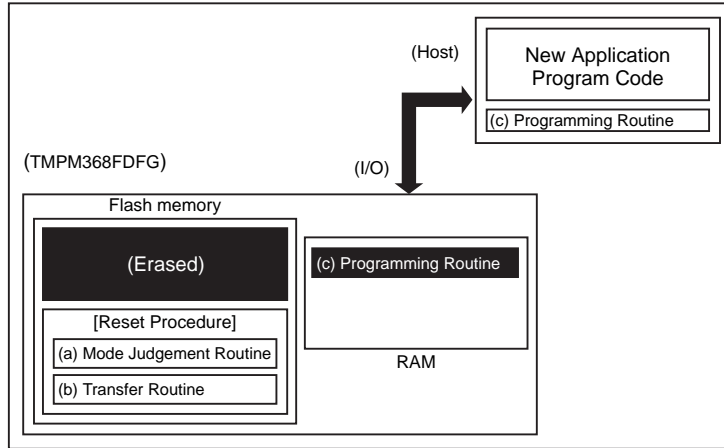 (Host)
New Application
Program Code
(c) Programming Routine
(TMPM368FDFG)
(I/O)
Flash memory
(Erased)
(c) Programming Routine
[Reset Procedure]
(a) Mode Judgement Routine
(b) Transfer Routine
RAM